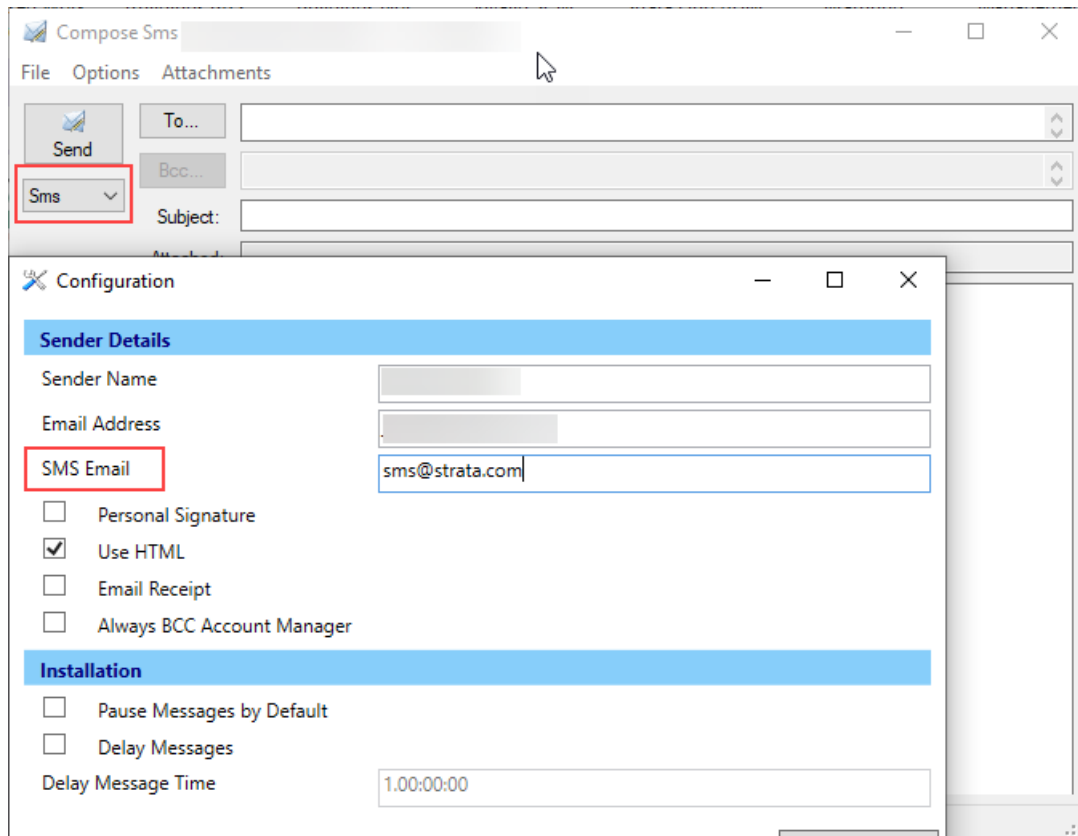 Compose Sms
File Options Attachments
Send
To...
Bcc...
Sms
Subject:
Configuration
Sender Details
Sender Name
Email Address
SMS Email
sms@strata.com
Personal Signature
Use HTML
Email Receipt
Always BCC Account Manager
Installation
Pause Messages by Default
Delay Messages
Delay Message Time
1.00:00:00